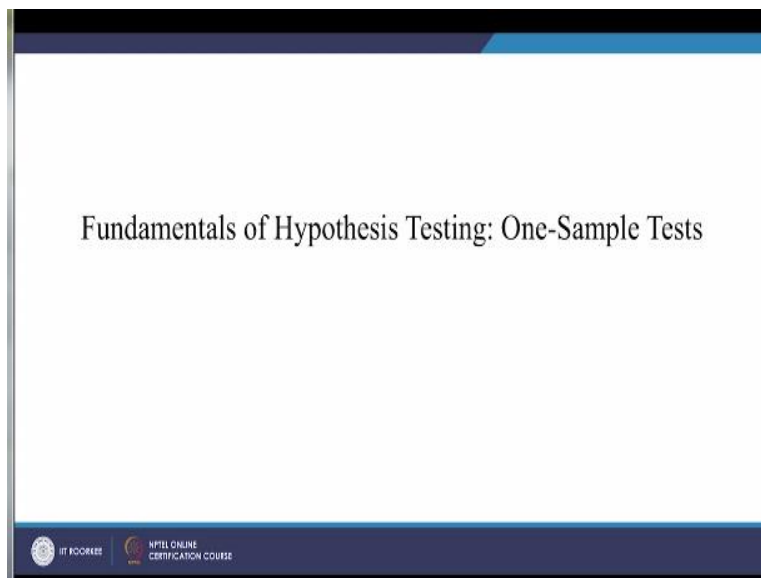 Fundamentals of Hypothesis Testing: One-Sample Tests
IIT ROORKEE
NPTEL ONLINE
CERTIFICATION COURSE